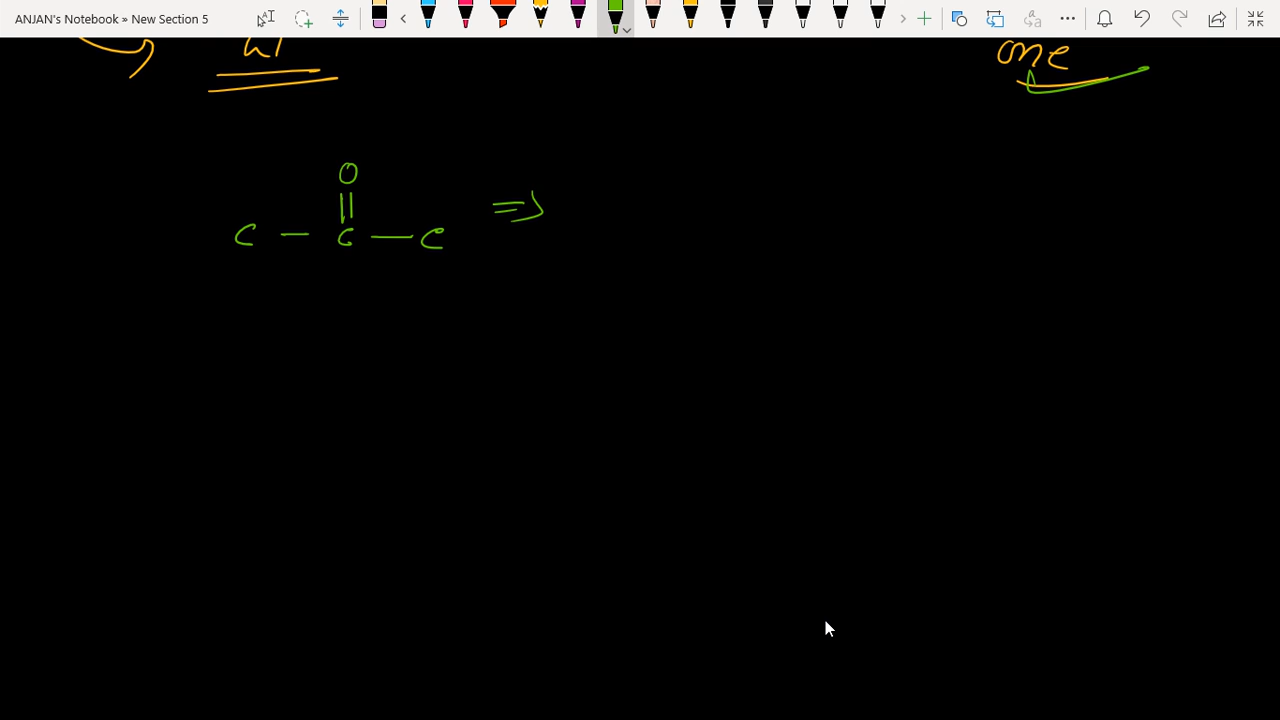 ANJAN's Notebook » New Section 5
one
O
||
C — C — C ⇒